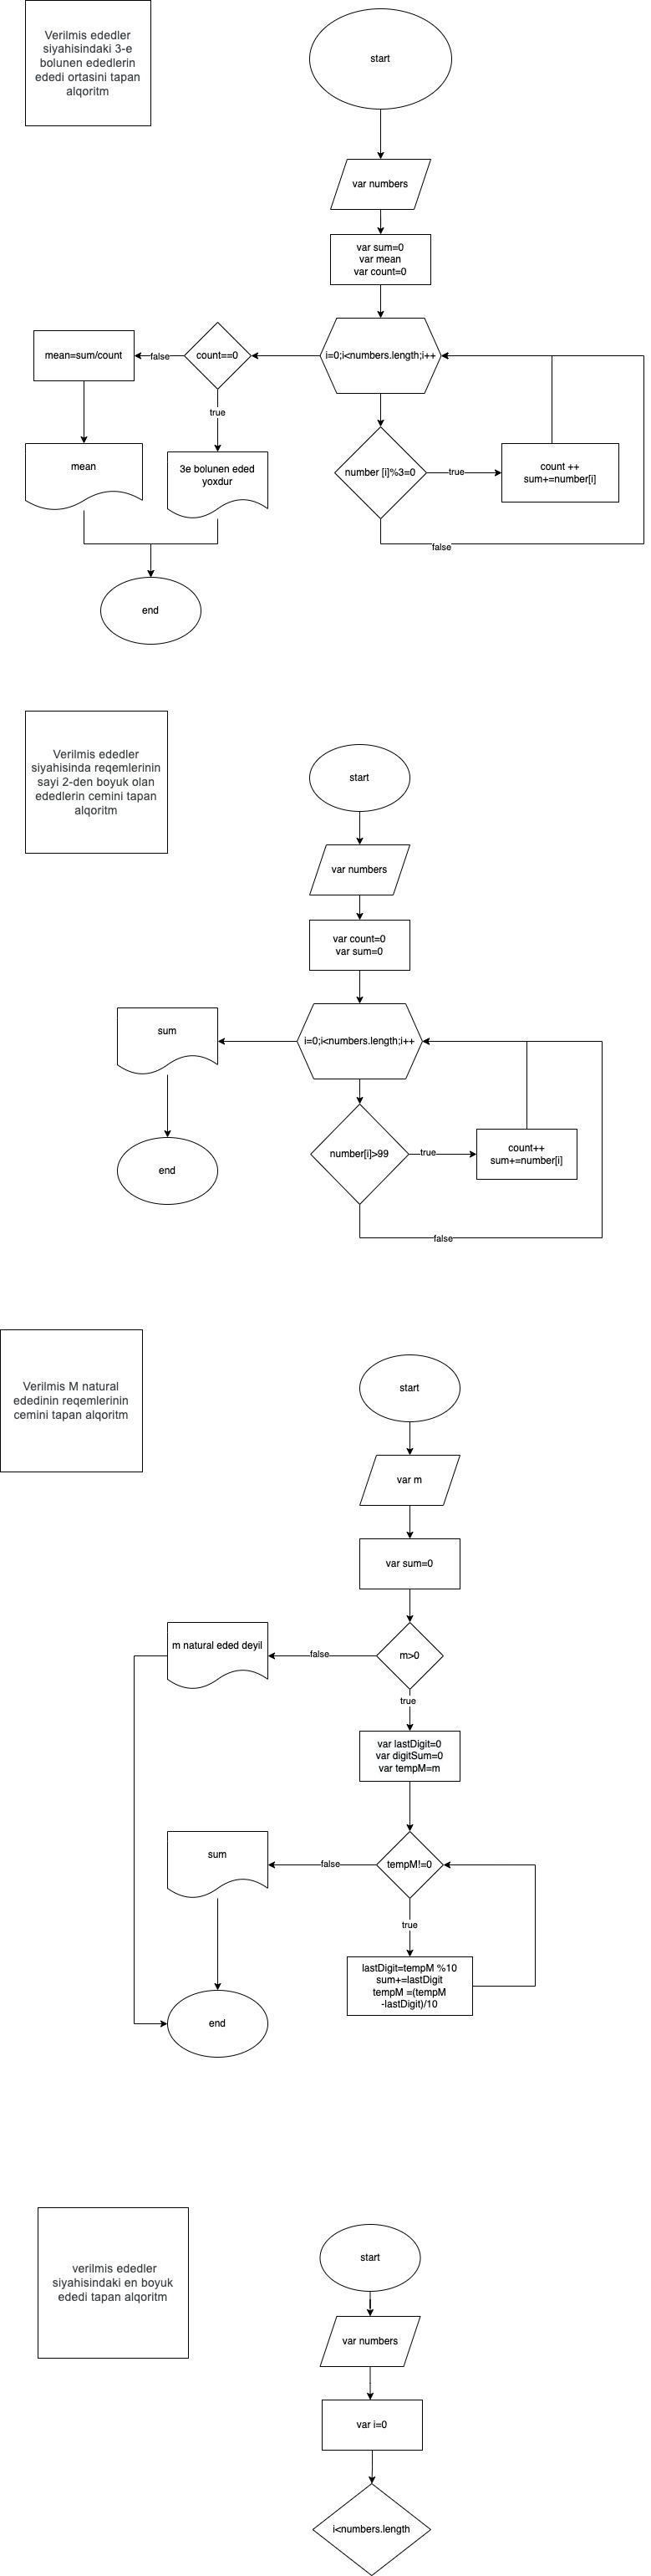 Verilmis ededler
siyahisindaki 3-e
bolunen ededlerin
ededi ortasini tapan
alqoritm
start
var numbers
var sum=0
var mean
var count=0
i=0;i<numbers.length;i++
count==0
false
mean=sum/count
true
mean
3e bolunen eded
yoxdur
number [i]%3=0
true
count ++
sum+=number[i]
false
end
Verilmis ededler
siyahisinda reqemlerinin
sayi 2-den boyuk olan
ededlerin cemini tapan
alqoritm
start
var numbers
var count=0
var sum=0
i=0;i<numbers.length;i++
sum
number[i]>99
true
count++
sum+=number[i]
end
false
Verilmis M natural
ededinin reqemlerinin
cemini tapan alqoritm
start
var m
var sum=0
m>0
false
m natural eded deyil
true
var lastDigit=0
var digitSum=0
var tempM=m
tempM!=0
false
sum
true
lastDigit=tempM %10
sum+=lastDigit
tempM =(tempM
-lastDigit)/10
end
verilmis ededler
siyahisindaki en boyuk
ededi tapan alqoritm
start
var numbers
var i=0
i<numbers.length